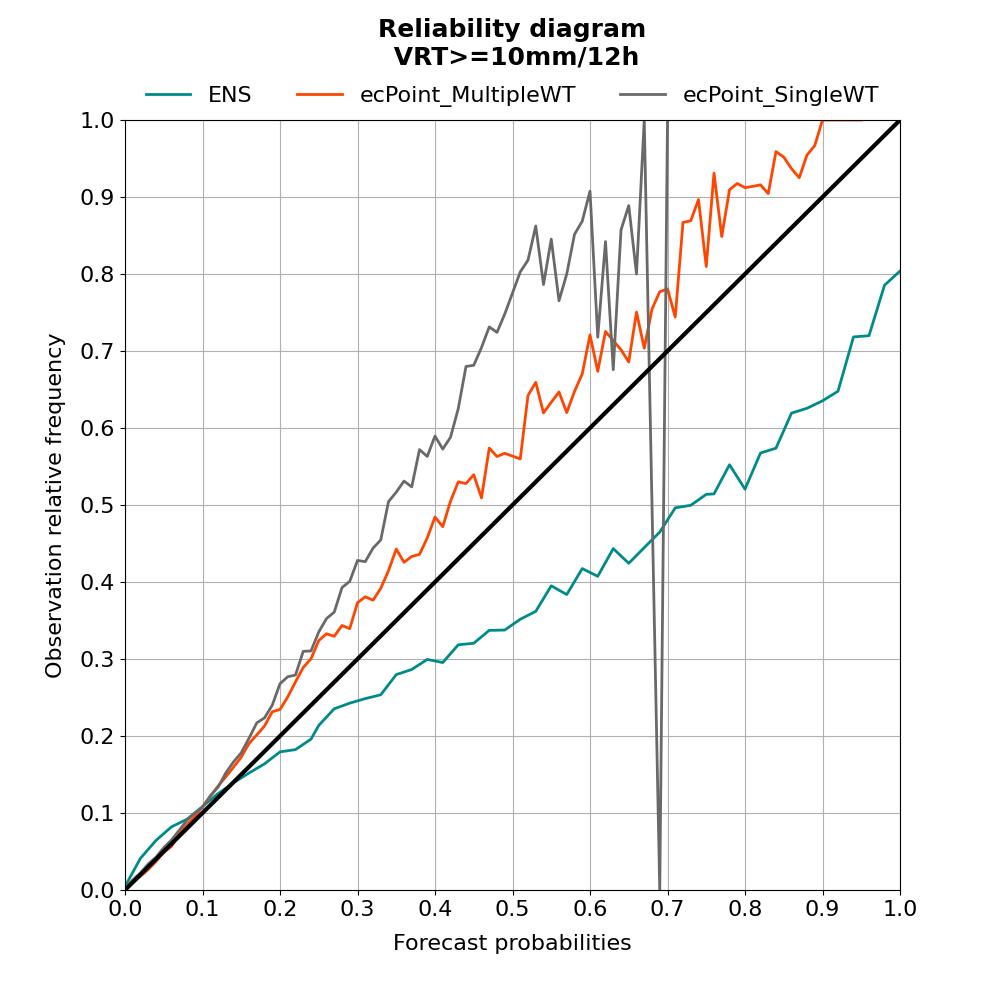 Reliability diagram
VRT>=10mm/12h
ENS ecPoint_MultipleWT ecPoint_SingleWT
1.0
0.9
0.8
0.7
0.6
0.5
0.4
0.3
0.2
0.1
0.0
Observation relative frequency
0.0 0.1 0.2 0.3 0.4 0.5 0.6 0.7 0.8 0.9 1.0
Forecast probabilities